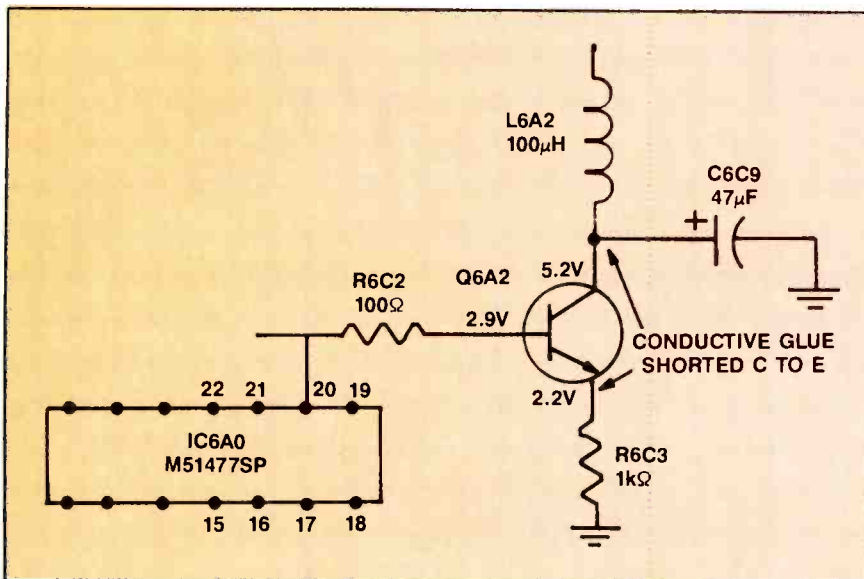 L6A2
100µH
C6C9
47µF
+
R6C2
100Ω
Q6A2
5.2V
2.9V
CONDUCTIVE GLUE
SHORTED C TO E
2.2V
22 21 20 19
IC6A0
M51477SP
15 16 17 18
R6C3
1kΩ